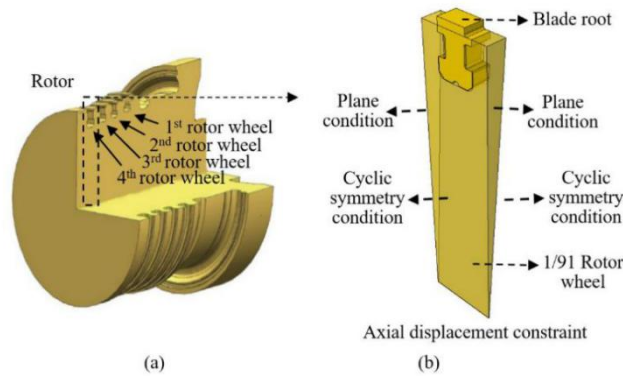 Rotor
1st rotor wheel
2nd rotor wheel
3rd rotor wheel
4th rotor wheel
(a)
Blade root
Plane
condition
Plane
condition
Cyclic
symmetry
condition
Cyclic
symmetry
condition
1/91 Rotor
wheel
Axial displacement constraint
(b)